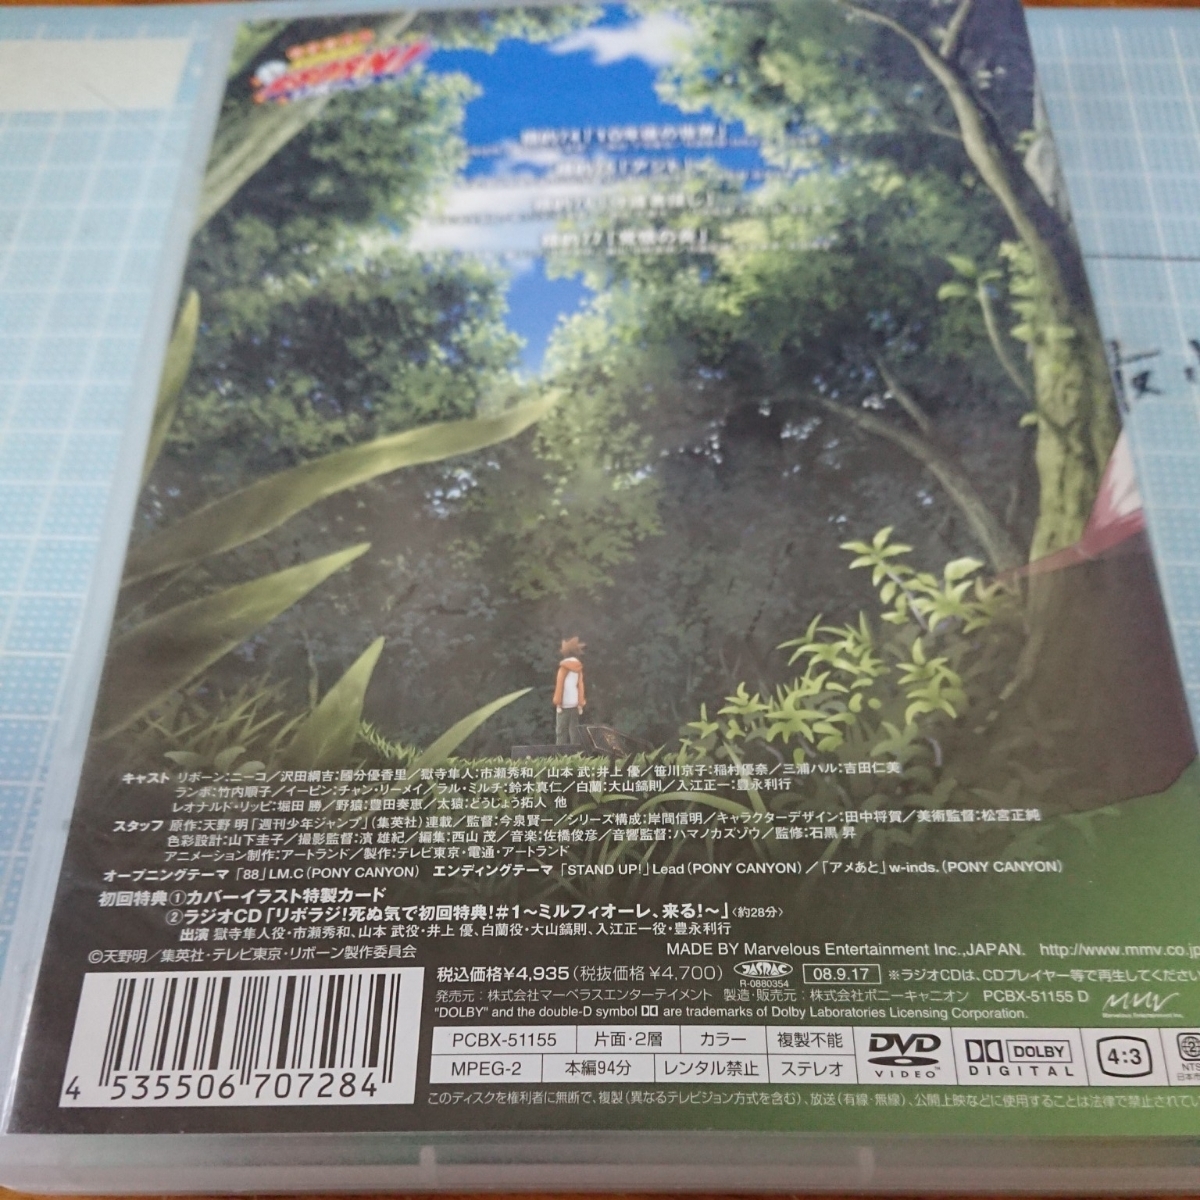 キャスト リボーン:ニーコ/沢田綱吉:國分優香里/獄寺隼人:市瀬秀和/山本 武:井上 優/笹川京子:稲村優奈/三浦ハル:吉田仁美
ランボ:竹内順子/イーピン:チャン・リーメイ/ラル・ミルチ:鈴木真仁/白蘭:大山鎬則/入江正一:豊永利行
レオナルド・リッピ:堀田 勝/野猿:豊田奏恵/太猿:どうじょう拓人 他
スタッフ 原作:天野 明「週刊少年ジャンプ」(集英社)連載/監督:今泉賢一/シリーズ構成:岸間信明/キャラクターデザイン:田中将賀/美術監督:松宮正純
色彩設計:山下圭子/撮影監督:濱 雄紀/編集:西山 茂/音楽:佐橋俊彦/音響監督:ハマノカズゾウ/監修:石黒 昇
アニメーション制作:アートランド/製作:テレビ東京・電通・アートランド
オープニングテーマ「88」LM.C(PONY CANYON) エンディングテーマ「STAND UP!」Lead(PONY CANYON)/「アメあと」w-inds.(PONY CANYON)
初回特典①カバーイラスト特製カード
②ラジオCD「リボラジ!死ぬ気で初回特典!#1~ミルフィオーレ、来る!~」〈約28分〉
出演 獄寺隼人役・市瀬秀和、山本 武役・井上 優、白蘭役・大山鎬則、入江正一役・豊永利行
©天野明/集英社・テレビ東京・リボーン製作委員会
MADE BY Marvelous Entertainment Inc.,JAPAN. http://www.mmv.co.jp
税込価格¥4,935(税抜価格¥4,700) JASRAC R-0880354 08.9.17 ※ラジオCDは、CDプレイヤー等で再生してください
発売元:株式会社マーベラスエンターテイメント 製造・販売元:株式会社ポニーキャニオン PCBX-51155 D
mmv
Marvelous Entertainment Inc.
"DOLBY" and the double-D symbol are trademarks of Dolby Laboratories Licensing Corporation.
PCBX-51155 片面・2層 カラー 複製不能
MPEG-2 本編94分 レンタル禁止 ステレオ
DVD VIDEO
DOLBY DIGITAL
4:3
2
4 535506 707284
このディスクを権利者に無断で、複製(異なるテレビジョン方式を含む)、放送(有線・無線)、公開上映などに使用することは法律で禁止されてい